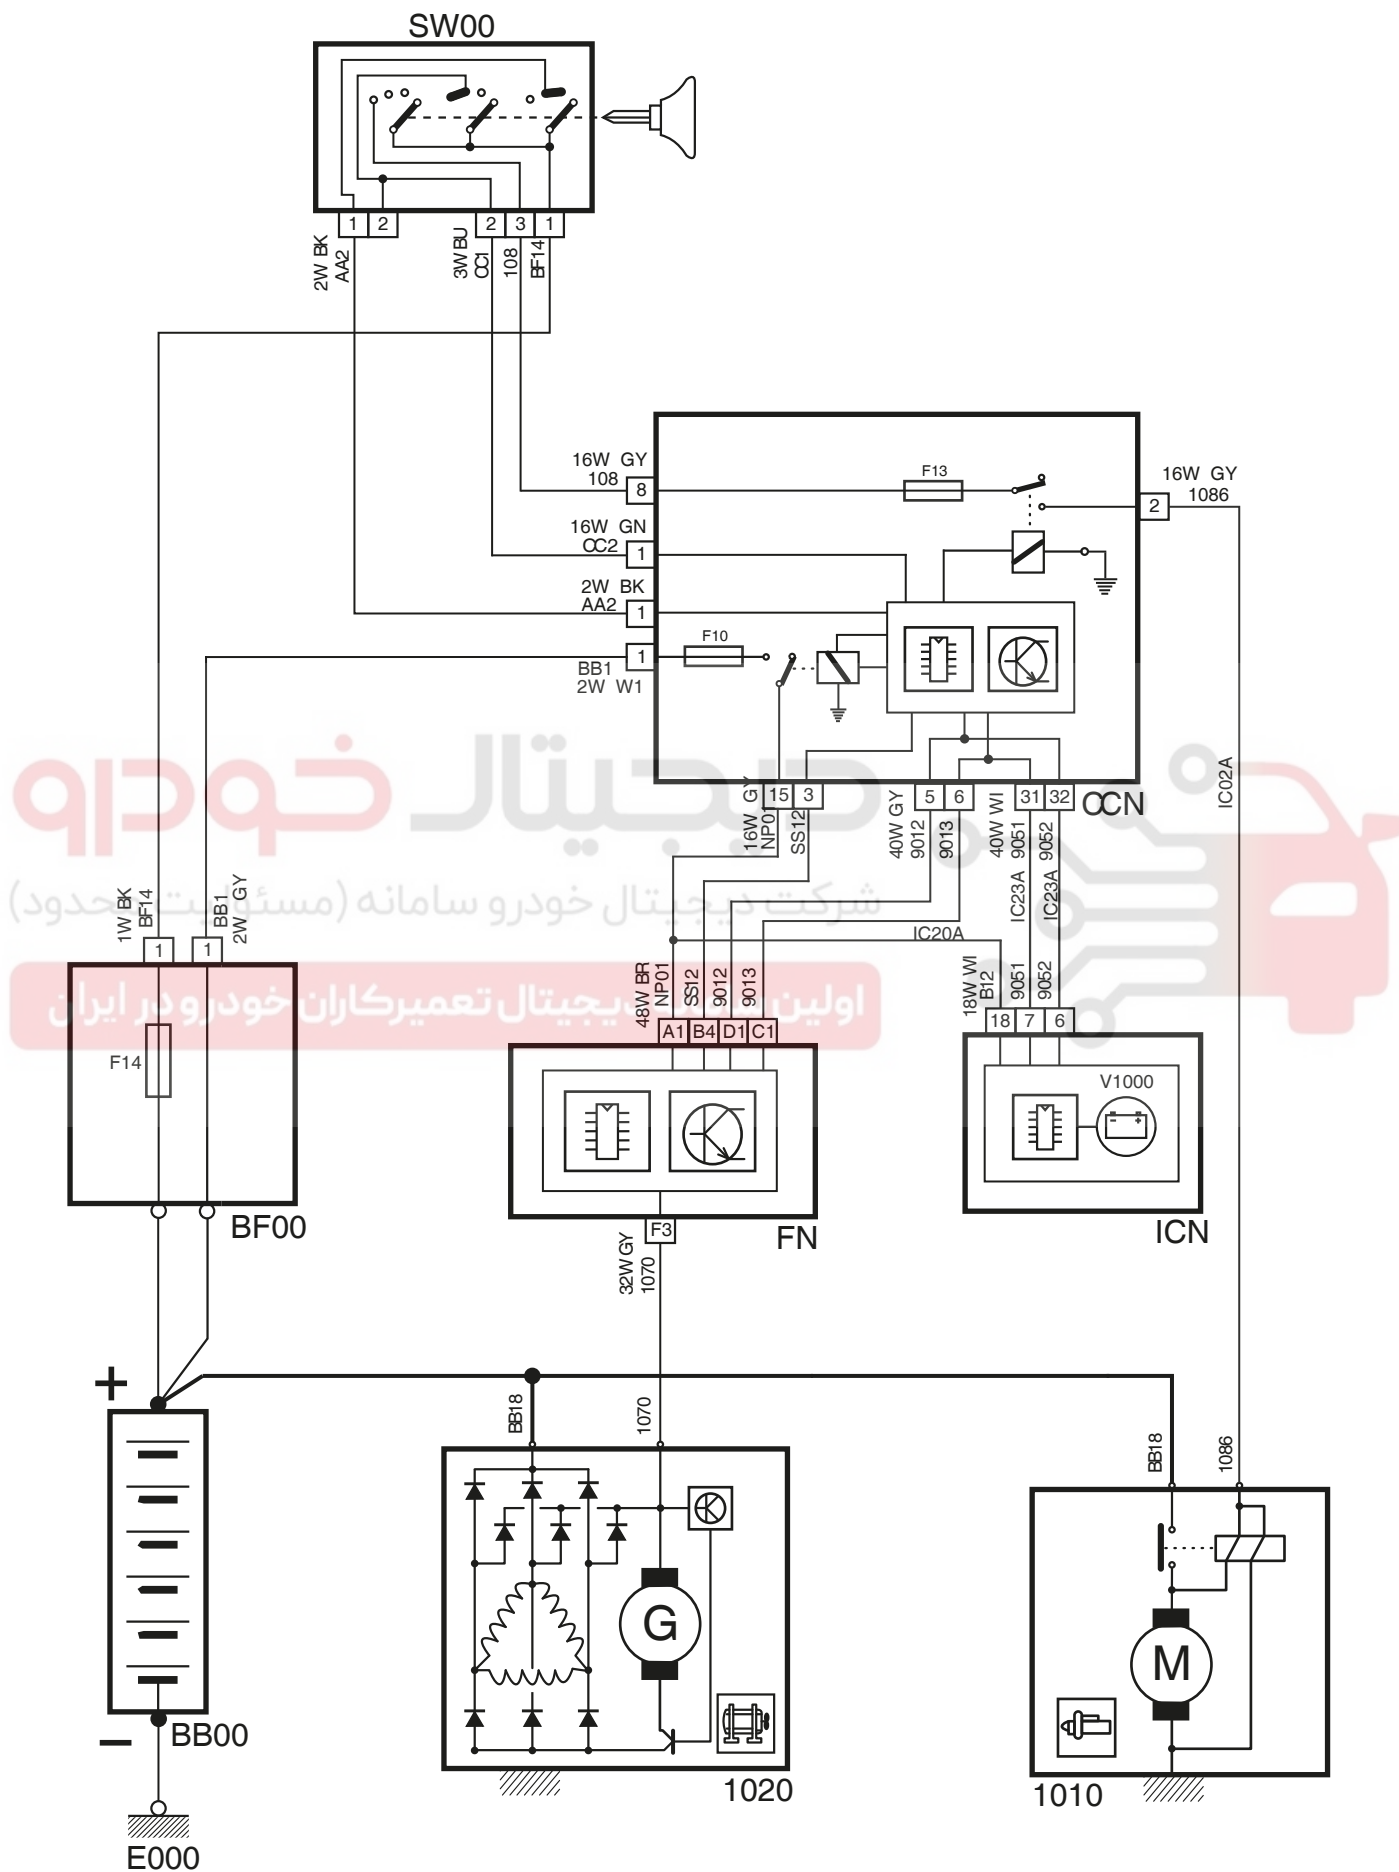 SW00
1 2 2 3 1
2W BK
AA2
3W BU
CC1
108
BF14
16W GY
108
8
F13
16W GY
1086
2
16W GN
CC2
1
2W BK
AA2
1
F10
1
BB1
2W W1
IC02A
15 3 5 6 31 32
CCN
16W GY
NP01
SS12
40W GY
9012
9013
40W WI
9051
9052
IC23A
IC23A
دیجیتال خودرو
شرکت دیجیتال خودرو سامانه (مسئولیت محدود)
1W BK
BF14
BB1
2W GY
1 1
IC20A
اولین سامانه دیجیتال تعمیرکاران خودرو در ایران
48W BR
NP01
SS12
9012
9013
18W WI
B12
9051
9052
A1 B4 D1 C1
18 7 6
F14
V1000
BF00
F3
FN
ICN
32W GY
1070
+
BB18
1070
BB18
1086
G
M
BB00
−
1020
1010
E000